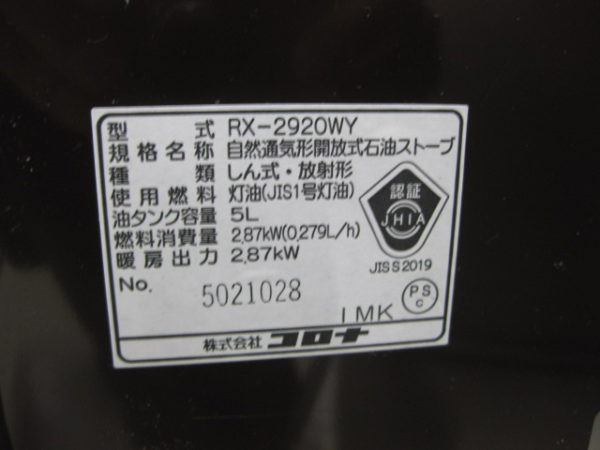 型式 RX-2920WY
規格名称 自然通気形開放式石油ストーブ
種類 しん式・放射形
使用燃料 灯油(JIS1号灯油)
油タンク容量 5L
燃料消費量 2.87kW(0.279L/h)
暖房出力 2.87kW
認証
JHIA
JIS S 2019
No. 5021028
1MK
PS
C
株式会社 コロナ